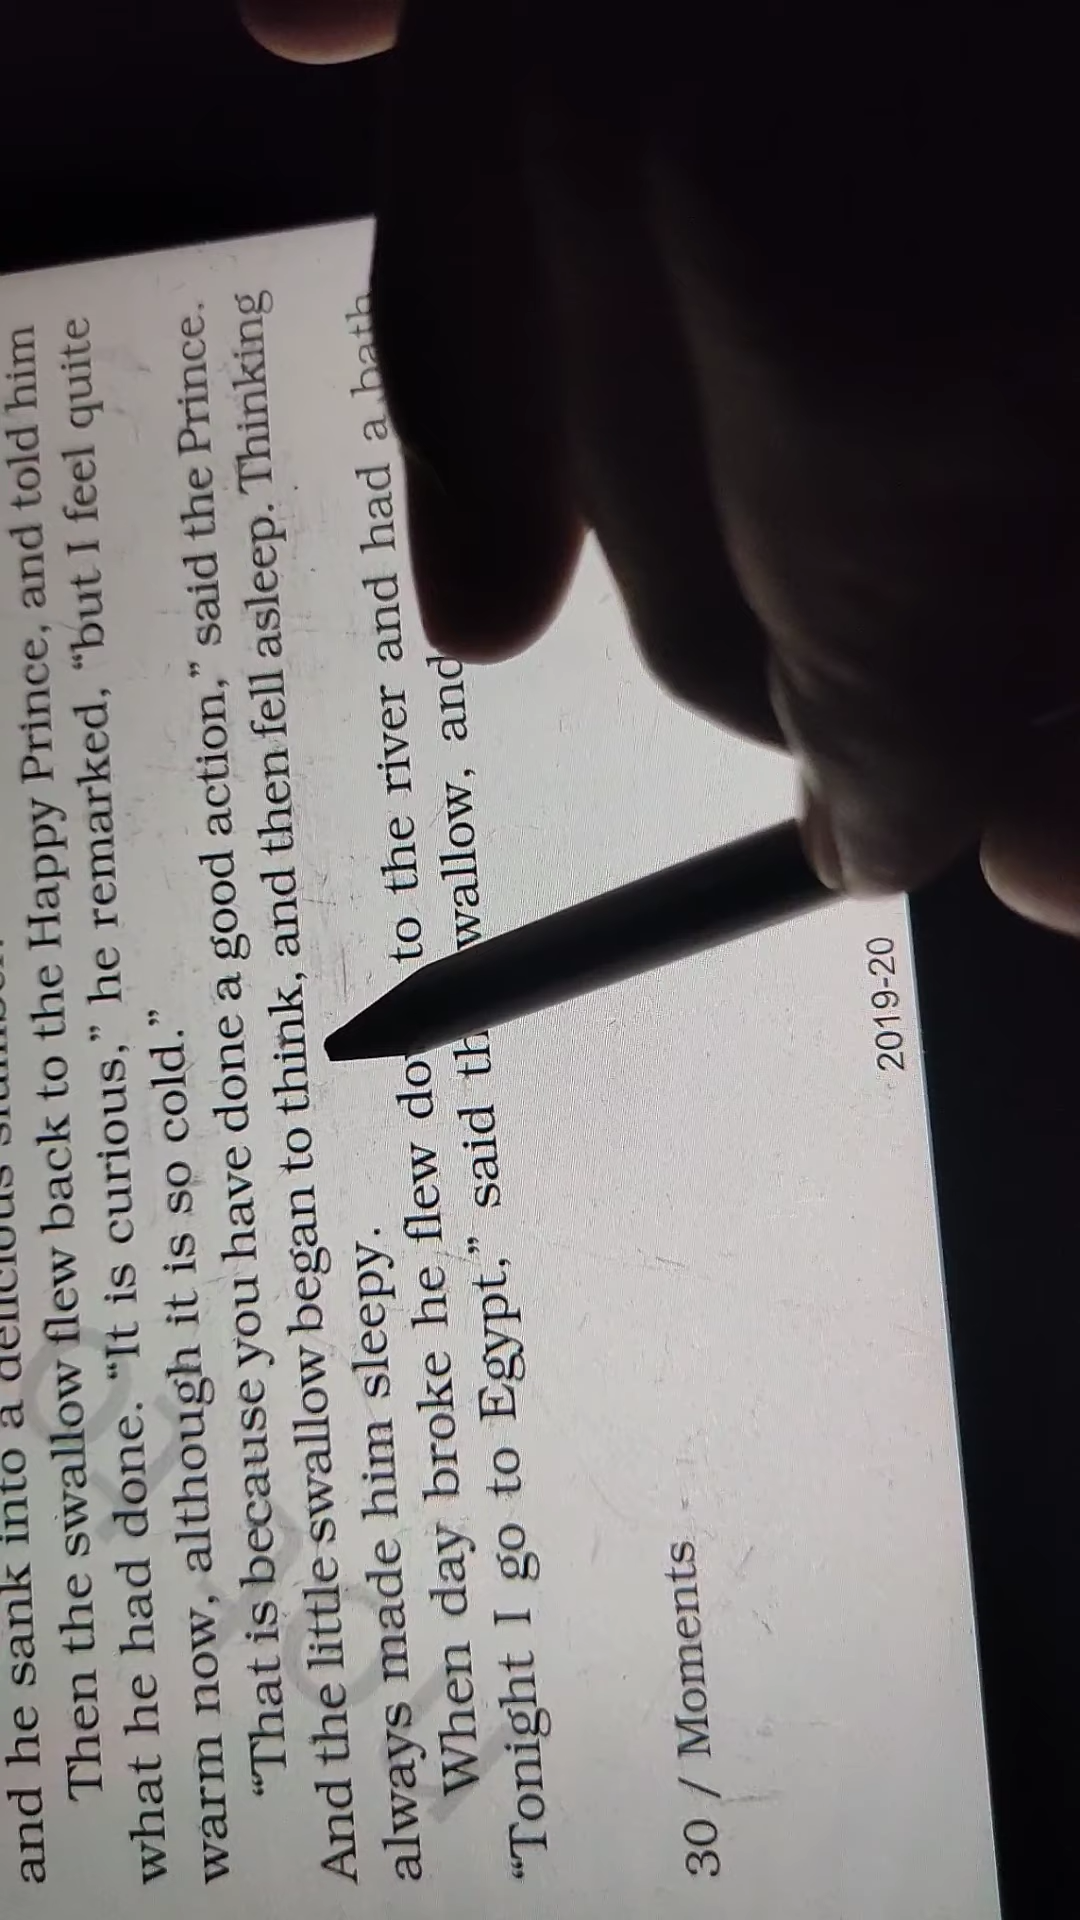 and he sank into a delicious
Then the swallow flew back to the Happy Prince, and told him
what he had done. “It is curious,” he remarked, “but I feel quite
warm now, although it is so cold.”
“That is because you have done a good action,” said the Prince.
And the little swallow began to think, and then fell asleep. Thinking
always made him sleepy.
When day broke he flew to the river and had a bath
“Tonight I go to Egypt,” said and
30 / Moments
2019-20